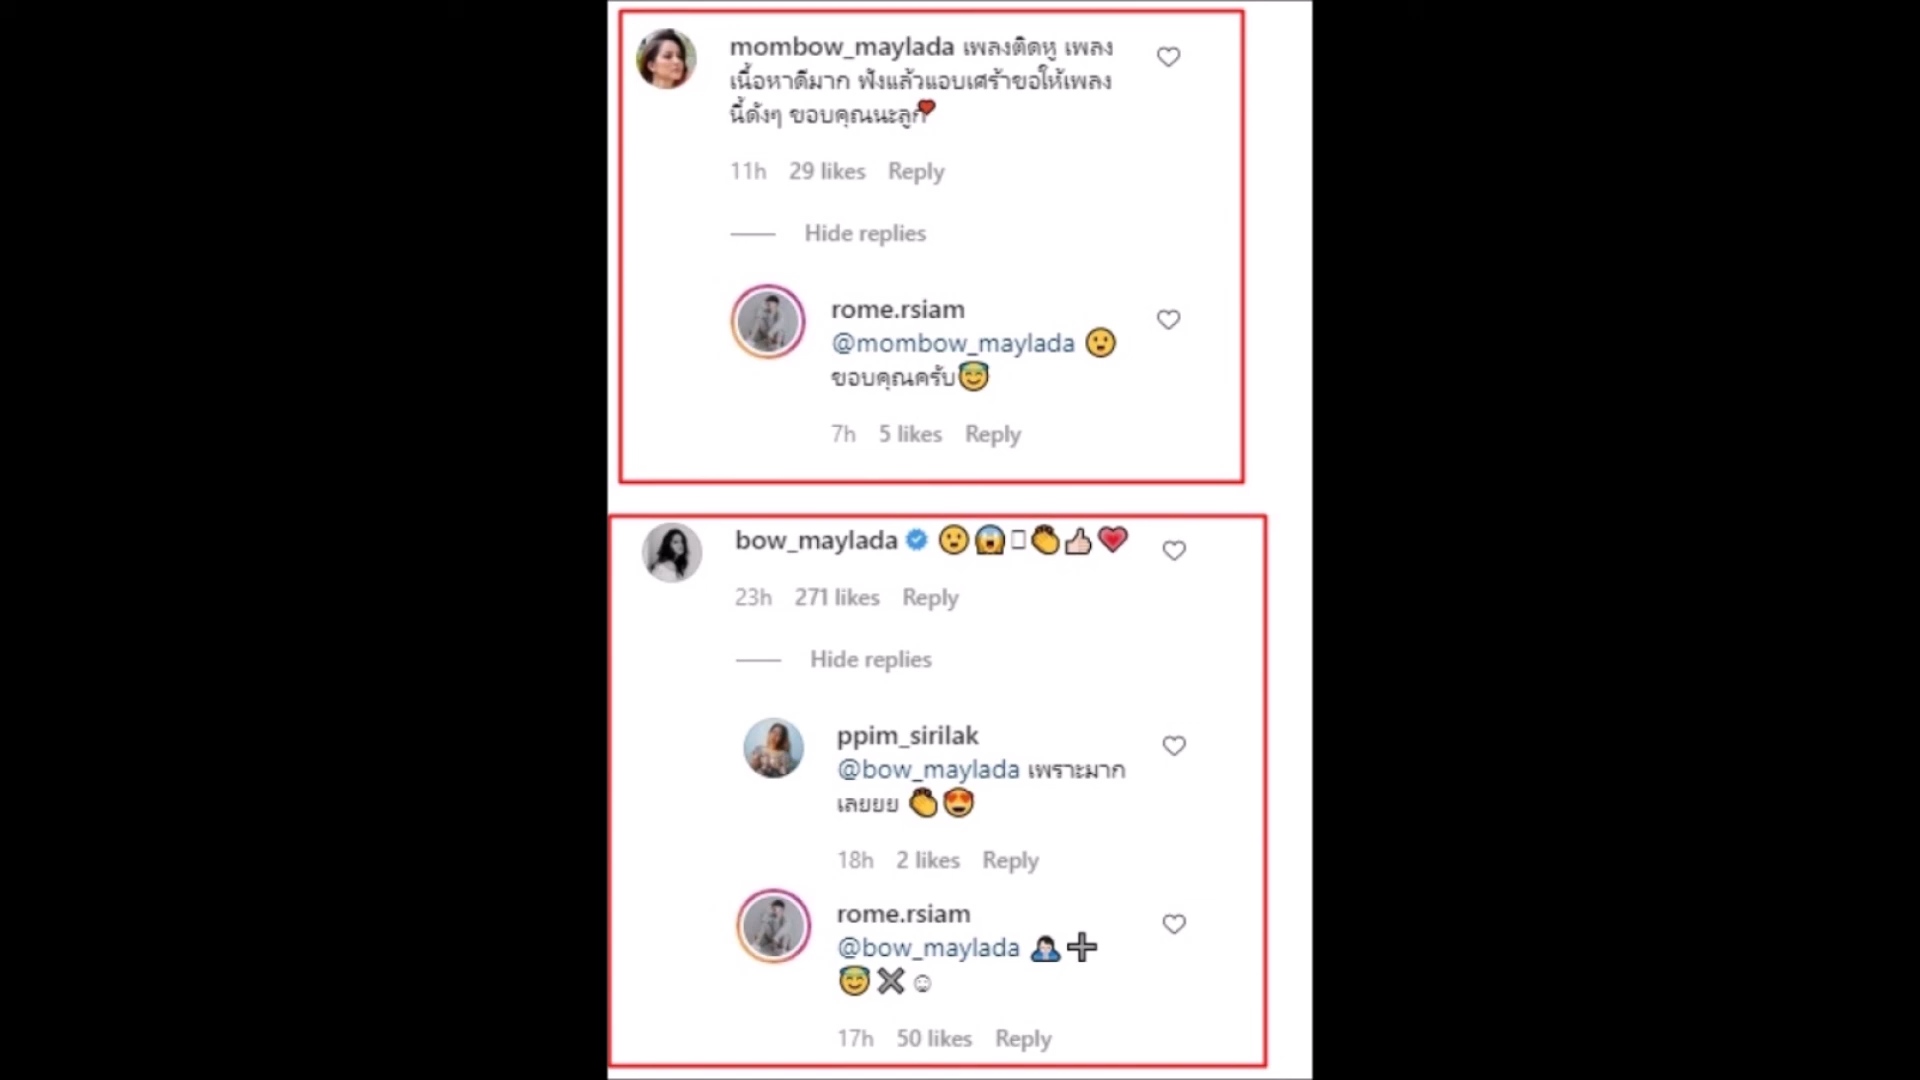 mombow_maylada เพลงติดหู เพลง
เนื้อหาดีมาก ฟังแล้วแอบเศร้าขอให้เพลง
นี้ดังๆ ขอบคุณนะลูก
11h 29 likes Reply
Hide replies
rome.rsiam
@mombow_maylada 😮
ขอบคุณครับ😇
7h 5 likes Reply
bow_maylada 😮😱👏👍💗
23h 271 likes Reply
Hide replies
ppim_sirilak
@bow_maylada เพราะมาก
เลยยย 👏😍
18h 2 likes Reply
rome.rsiam
@bow_maylada 🙇➕
😇✖☺
17h 50 likes Reply